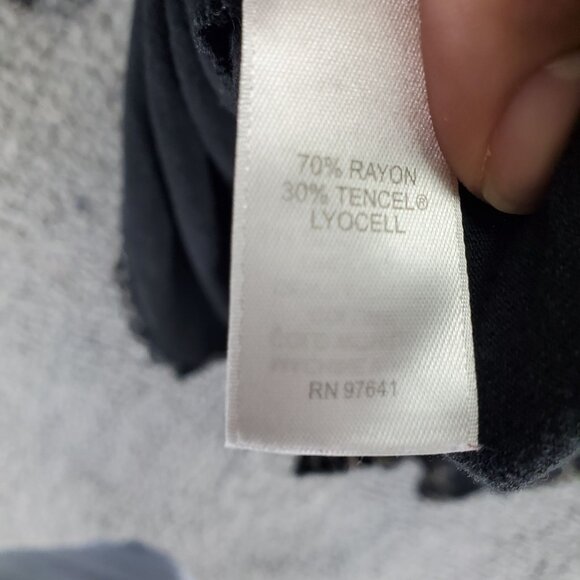 70% RAYON
30% TENCEL®
LYOCELL
RN 97641